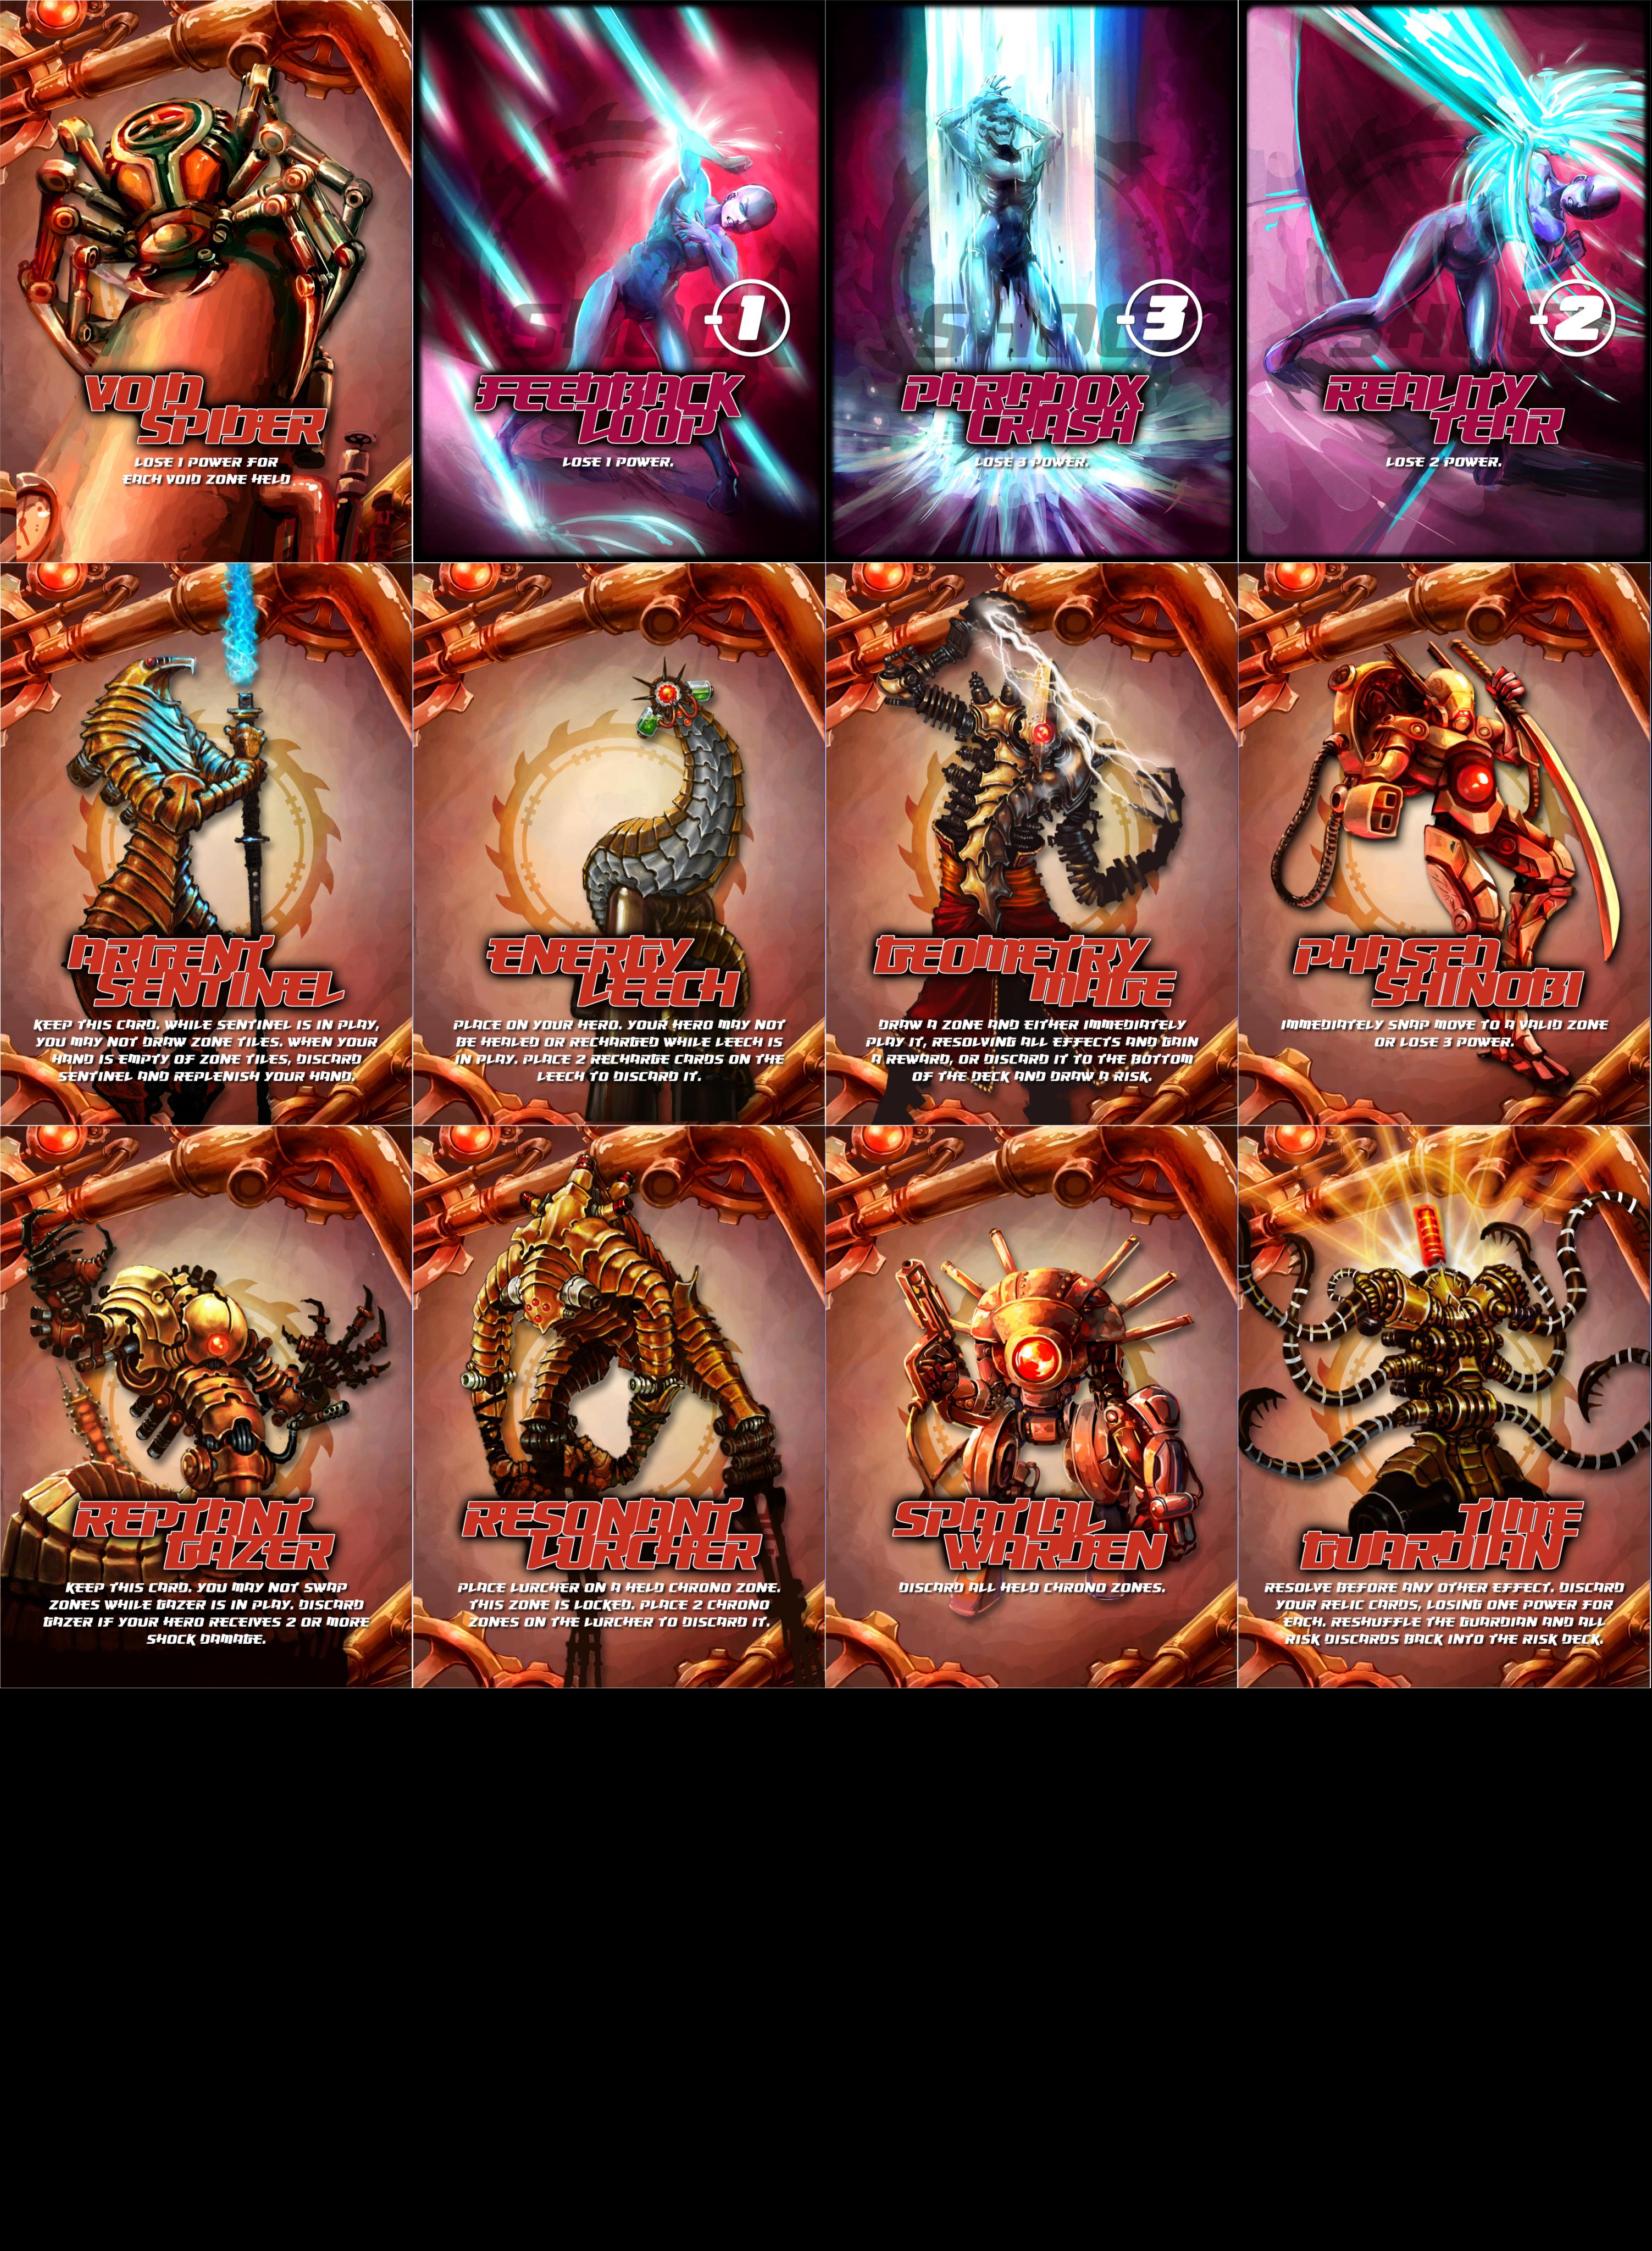 VOID
SPIDER
LOSE 1 POWER FOR
EACH VOID ZONE HELD
SHOCK
-1
FEEDBACK
LOOP
LOSE 1 POWER.
SHOCK
-3
PARADOX
CRASH
LOSE 3 POWER.
SHOCK
-2
REALITY
TEAR
LOSE 2 POWER.
ARGENT
SENTINEL
KEEP THIS CARD. WHILE SENTINEL IS IN PLAY,
YOU MAY NOT DRAW ZONE TILES. WHEN YOUR
HAND IS EMPTY OF ZONE TILES, DISCARD
SENTINEL AND REPLENISH YOUR HAND.
ENERGY
LEECH
PLACE ON YOUR HERO. YOUR HERO MAY NOT
BE HEALED OR RECHARGED WHILE LEECH IS
IN PLAY. PLACE 2 RECHARGE CARDS ON THE
LEECH TO DISCARD IT.
GEOMETRY
MAGE
DRAW A ZONE AND EITHER IMMEDIATELY
PLAY IT, RESOLVING ALL EFFECTS AND GAIN
A REWARD, OR DISCARD IT TO THE BOTTOM
OF THE DECK AND DRAW A RISK.
PHASED
SHINOBI
IMMEDIATELY SNAP MOVE TO A VALID ZONE
OR LOSE 3 POWER.
REPTANT
GAZER
KEEP THIS CARD. YOU MAY NOT SWAP
ZONES WHILE GAZER IS IN PLAY. DISCARD
GAZER IF YOUR HERO RECEIVES 2 OR MORE
SHOCK DAMAGE.
RESONANT
LURCHER
PLACE LURCHER ON A HELD CHRONO ZONE.
THIS ZONE IS LOCKED. PLACE 2 CHRONO
ZONES ON THE LURCHER TO DISCARD IT.
SPATIAL
WARDEN
DISCARD ALL HELD CHRONO ZONES.
TIME
GUARDIAN
RESOLVE BEFORE ANY OTHER EFFECT. DISCARD
YOUR RELIC CARDS, LOSING ONE POWER FOR
EACH. RESHUFFLE THE GUARDIAN AND ALL
RISK DISCARDS BACK INTO THE RISK DECK.